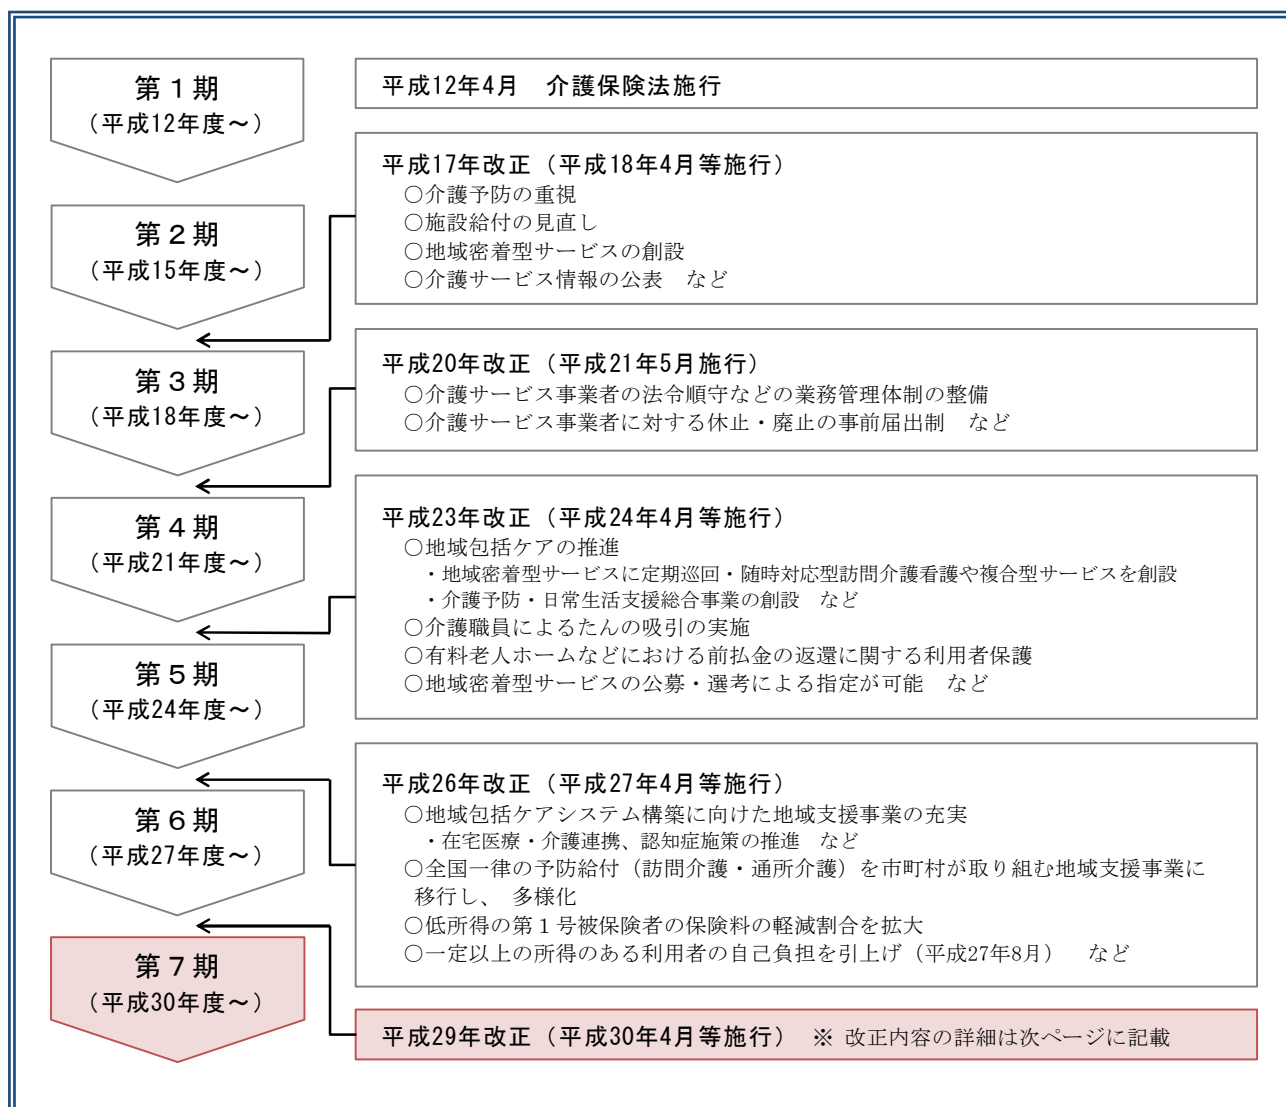 第１期
（平成12年度～）
平成12年4月　介護保険法施行
平成17年改正（平成18年4月等施行）
○介護予防の重視
○施設給付の見直し
○地域密着型サービスの創設
○介護サービス情報の公表　など
第２期
（平成15年度～）
第３期
（平成18年度～）
平成20年改正（平成21年5月施行）
○介護サービス事業者の法令順守などの業務管理体制の整備
○介護サービス事業者に対する休止・廃止の事前届出制　など
第４期
（平成21年度～）
平成23年改正（平成24年4月等施行）
○地域包括ケアの推進
・地域密着型サービスに定期巡回・随時対応型訪問介護看護や複合型サービスを創設
・介護予防・日常生活支援総合事業の創設　など
○介護職員によるたんの吸引の実施
○有料老人ホームなどにおける前払金の返還に関する利用者保護
○地域密着型サービスの公募・選考による指定が可能　など
第５期
（平成24年度～）
平成26年改正（平成27年4月等施行）
○地域包括ケアシステム構築に向けた地域支援事業の充実
・在宅医療・介護連携、認知症施策の推進　など
○全国一律の予防給付（訪問介護・通所介護）を市町村が取り組む地域支援事業に
移行し、 多様化
○低所得の第１号被保険者の保険料の軽減割合を拡大
○一定以上の所得のある利用者の自己負担を引上げ（平成27年8月）　など
第６期
（平成27年度～）
第７期
（平成30年度～）
平成29年改正（平成30年4月等施行）　※ 改正内容の詳細は次ページに記載